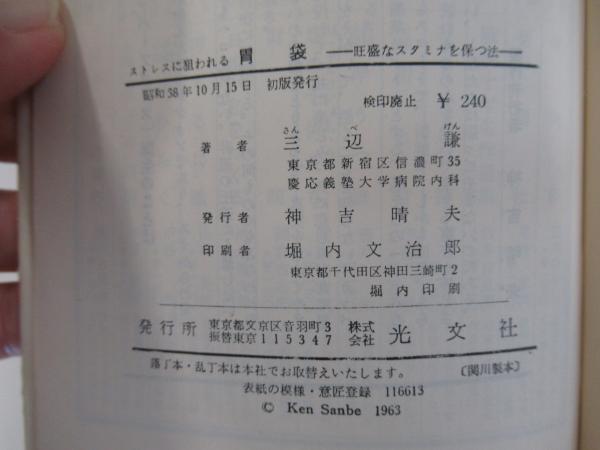 ストレスに狙われる 胃袋 ──旺盛なスタミナを保つ法──
昭和38年10月15日 初版発行
検印廃止 ¥ 240
著者 三辺謙
さん べ げん
東京都新宿区信濃町35
慶応義塾大学病院内科
発行者 神吉晴夫
印刷者 堀内文治郎
東京都千代田区神田三崎町2
堀内印刷
発行所 東京都文京区音羽町3 株式会社 光文社
振替東京115347
落丁本・乱丁本は本社でお取替えいたします。 〔関川製本〕
表紙の模様・意匠登録 116613
© Ken Sanbe 1963